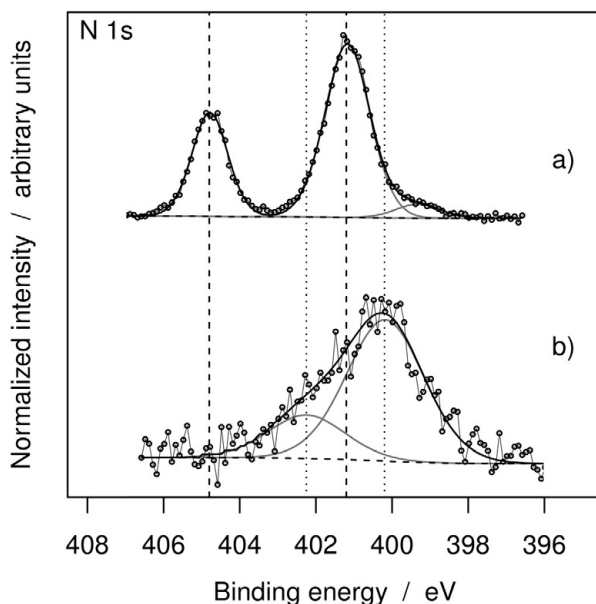 N 1s
a)
b)
Normalized intensity / arbitrary units
408 406 404 402 400 398 396
Binding energy / eV